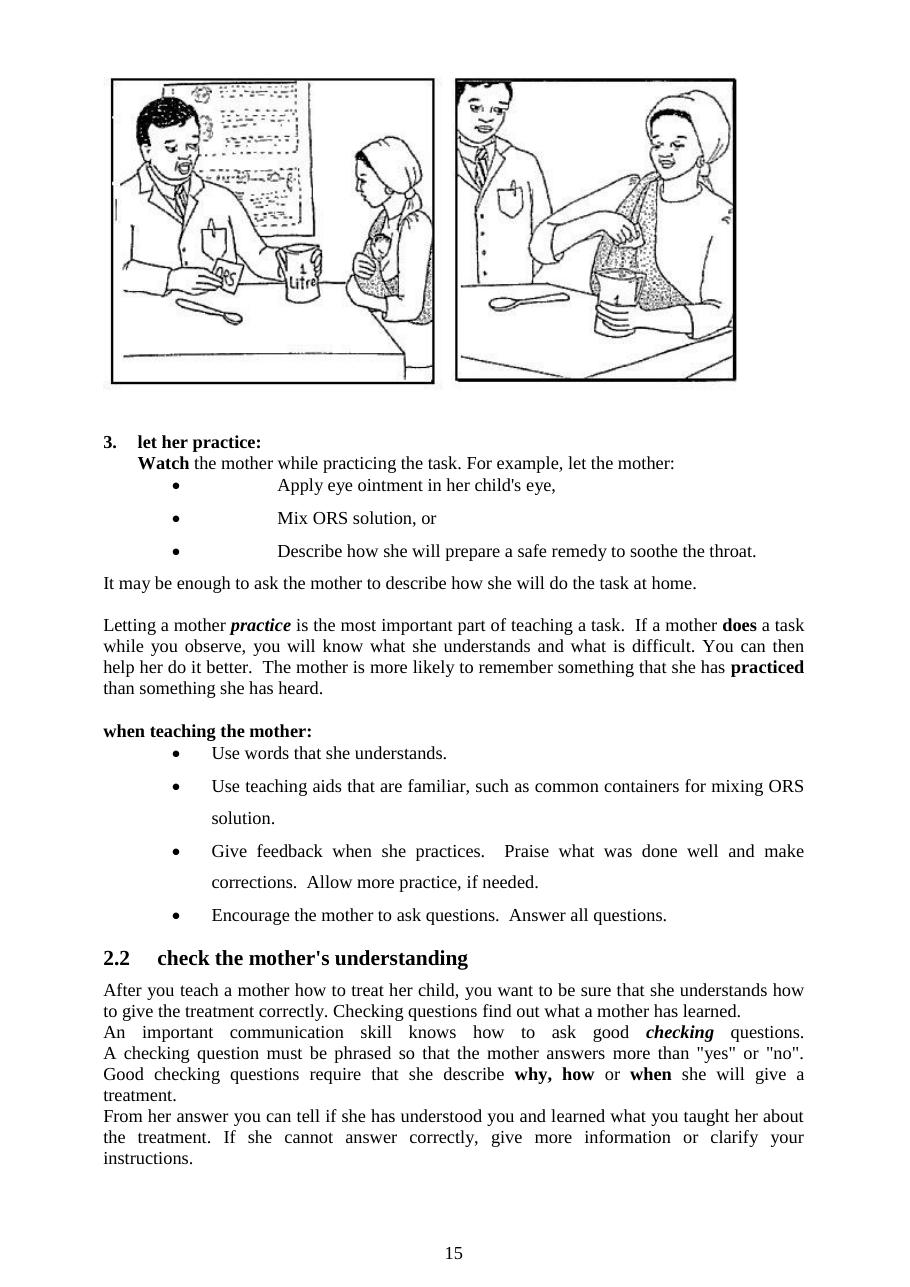 ORS
1
Litre
1
3. let her practice:
Watch the mother while practicing the task. For example, let the mother:
• Apply eye ointment in her child's eye,
• Mix ORS solution, or
• Describe how she will prepare a safe remedy to soothe the throat.
It may be enough to ask the mother to describe how she will do the task at home.
Letting a mother practice is the most important part of teaching a task. If a mother does a task
while you observe, you will know what she understands and what is difficult. You can then
help her do it better. The mother is more likely to remember something that she has practiced
than something she has heard.
when teaching the mother:
• Use words that she understands.
• Use teaching aids that are familiar, such as common containers for mixing ORS
solution.
• Give feedback when she practices. Praise what was done well and make
corrections. Allow more practice, if needed.
• Encourage the mother to ask questions. Answer all questions.
2.2 check the mother's understanding
After you teach a mother how to treat her child, you want to be sure that she understands how
to give the treatment correctly. Checking questions find out what a mother has learned.
An important communication skill knows how to ask good checking questions.
A checking question must be phrased so that the mother answers more than "yes" or "no".
Good checking questions require that she describe why, how or when she will give a
treatment.
From her answer you can tell if she has understood you and learned what you taught her about
the treatment. If she cannot answer correctly, give more information or clarify your
instructions.
15